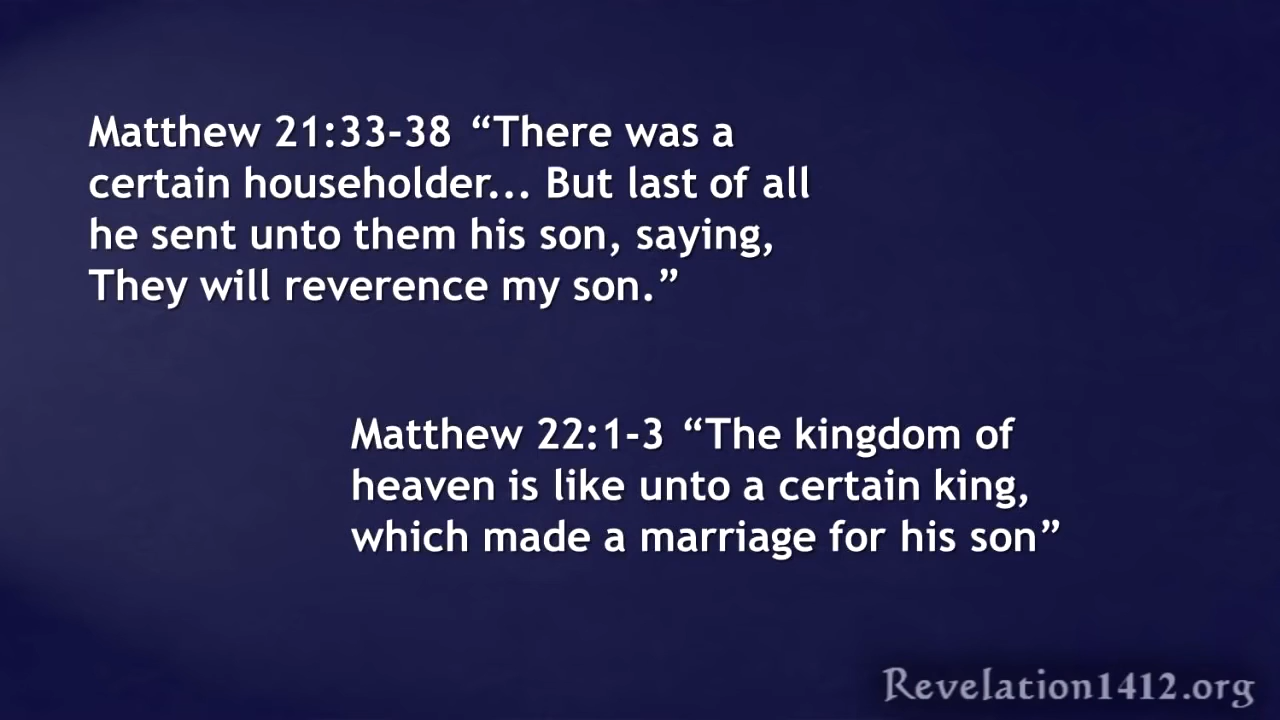 Matthew 21:33-38 “There was a
certain householder... But last of all
he sent unto them his son, saying,
They will reverence my son.”
Matthew 22:1-3 “The kingdom of
heaven is like unto a certain king,
which made a marriage for his son”
Revelation1412.org